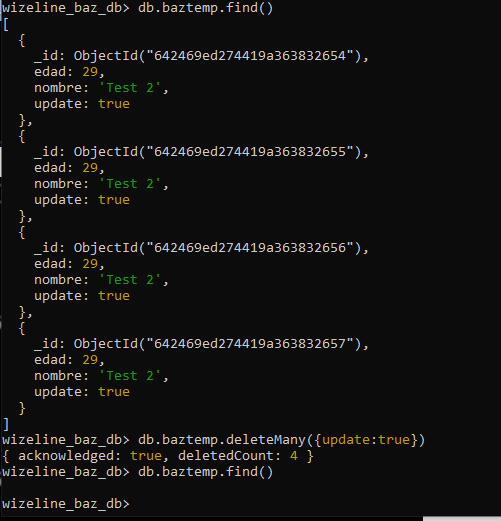 wizeline_baz_db> db.baztemp.find()
[
  {
    _id: ObjectId("642469ed274419a363832654"),
    edad: 29,
    nombre: 'Test 2',
    update: true
  },
  {
    _id: ObjectId("642469ed274419a363832655"),
    edad: 29,
    nombre: 'Test 2',
    update: true
  },
  {
    _id: ObjectId("642469ed274419a363832656"),
    edad: 29,
    nombre: 'Test 2',
    update: true
  },
  {
    _id: ObjectId("642469ed274419a363832657"),
    edad: 29,
    nombre: 'Test 2',
    update: true
  }
]
wizeline_baz_db> db.baztemp.deleteMany({update:true})
{ acknowledged: true, deletedCount: 4 }
wizeline_baz_db> db.baztemp.find()

wizeline_baz_db>